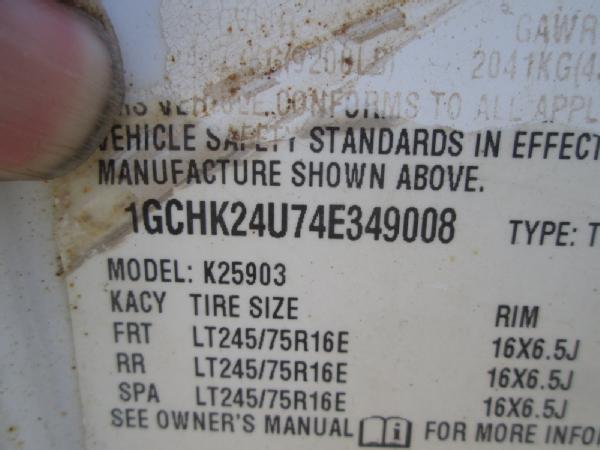 GAWR
(9200LB) 2041KG(4
VEHICLE CONFORMS TO ALL APPL
VEHICLE SAFETY STANDARDS IN EFFECT
MANUFACTURE SHOWN ABOVE.
1GCHK24U74E349008 TYPE: T
MODEL: K25903
KACY TIRE SIZE RIM
FRT LT245/75R16E 16X6.5J
RR LT245/75R16E 16X6.5J
SPA LT245/75R16E 16X6.5J
SEE OWNER'S MANUAL i FOR MORE INFOR